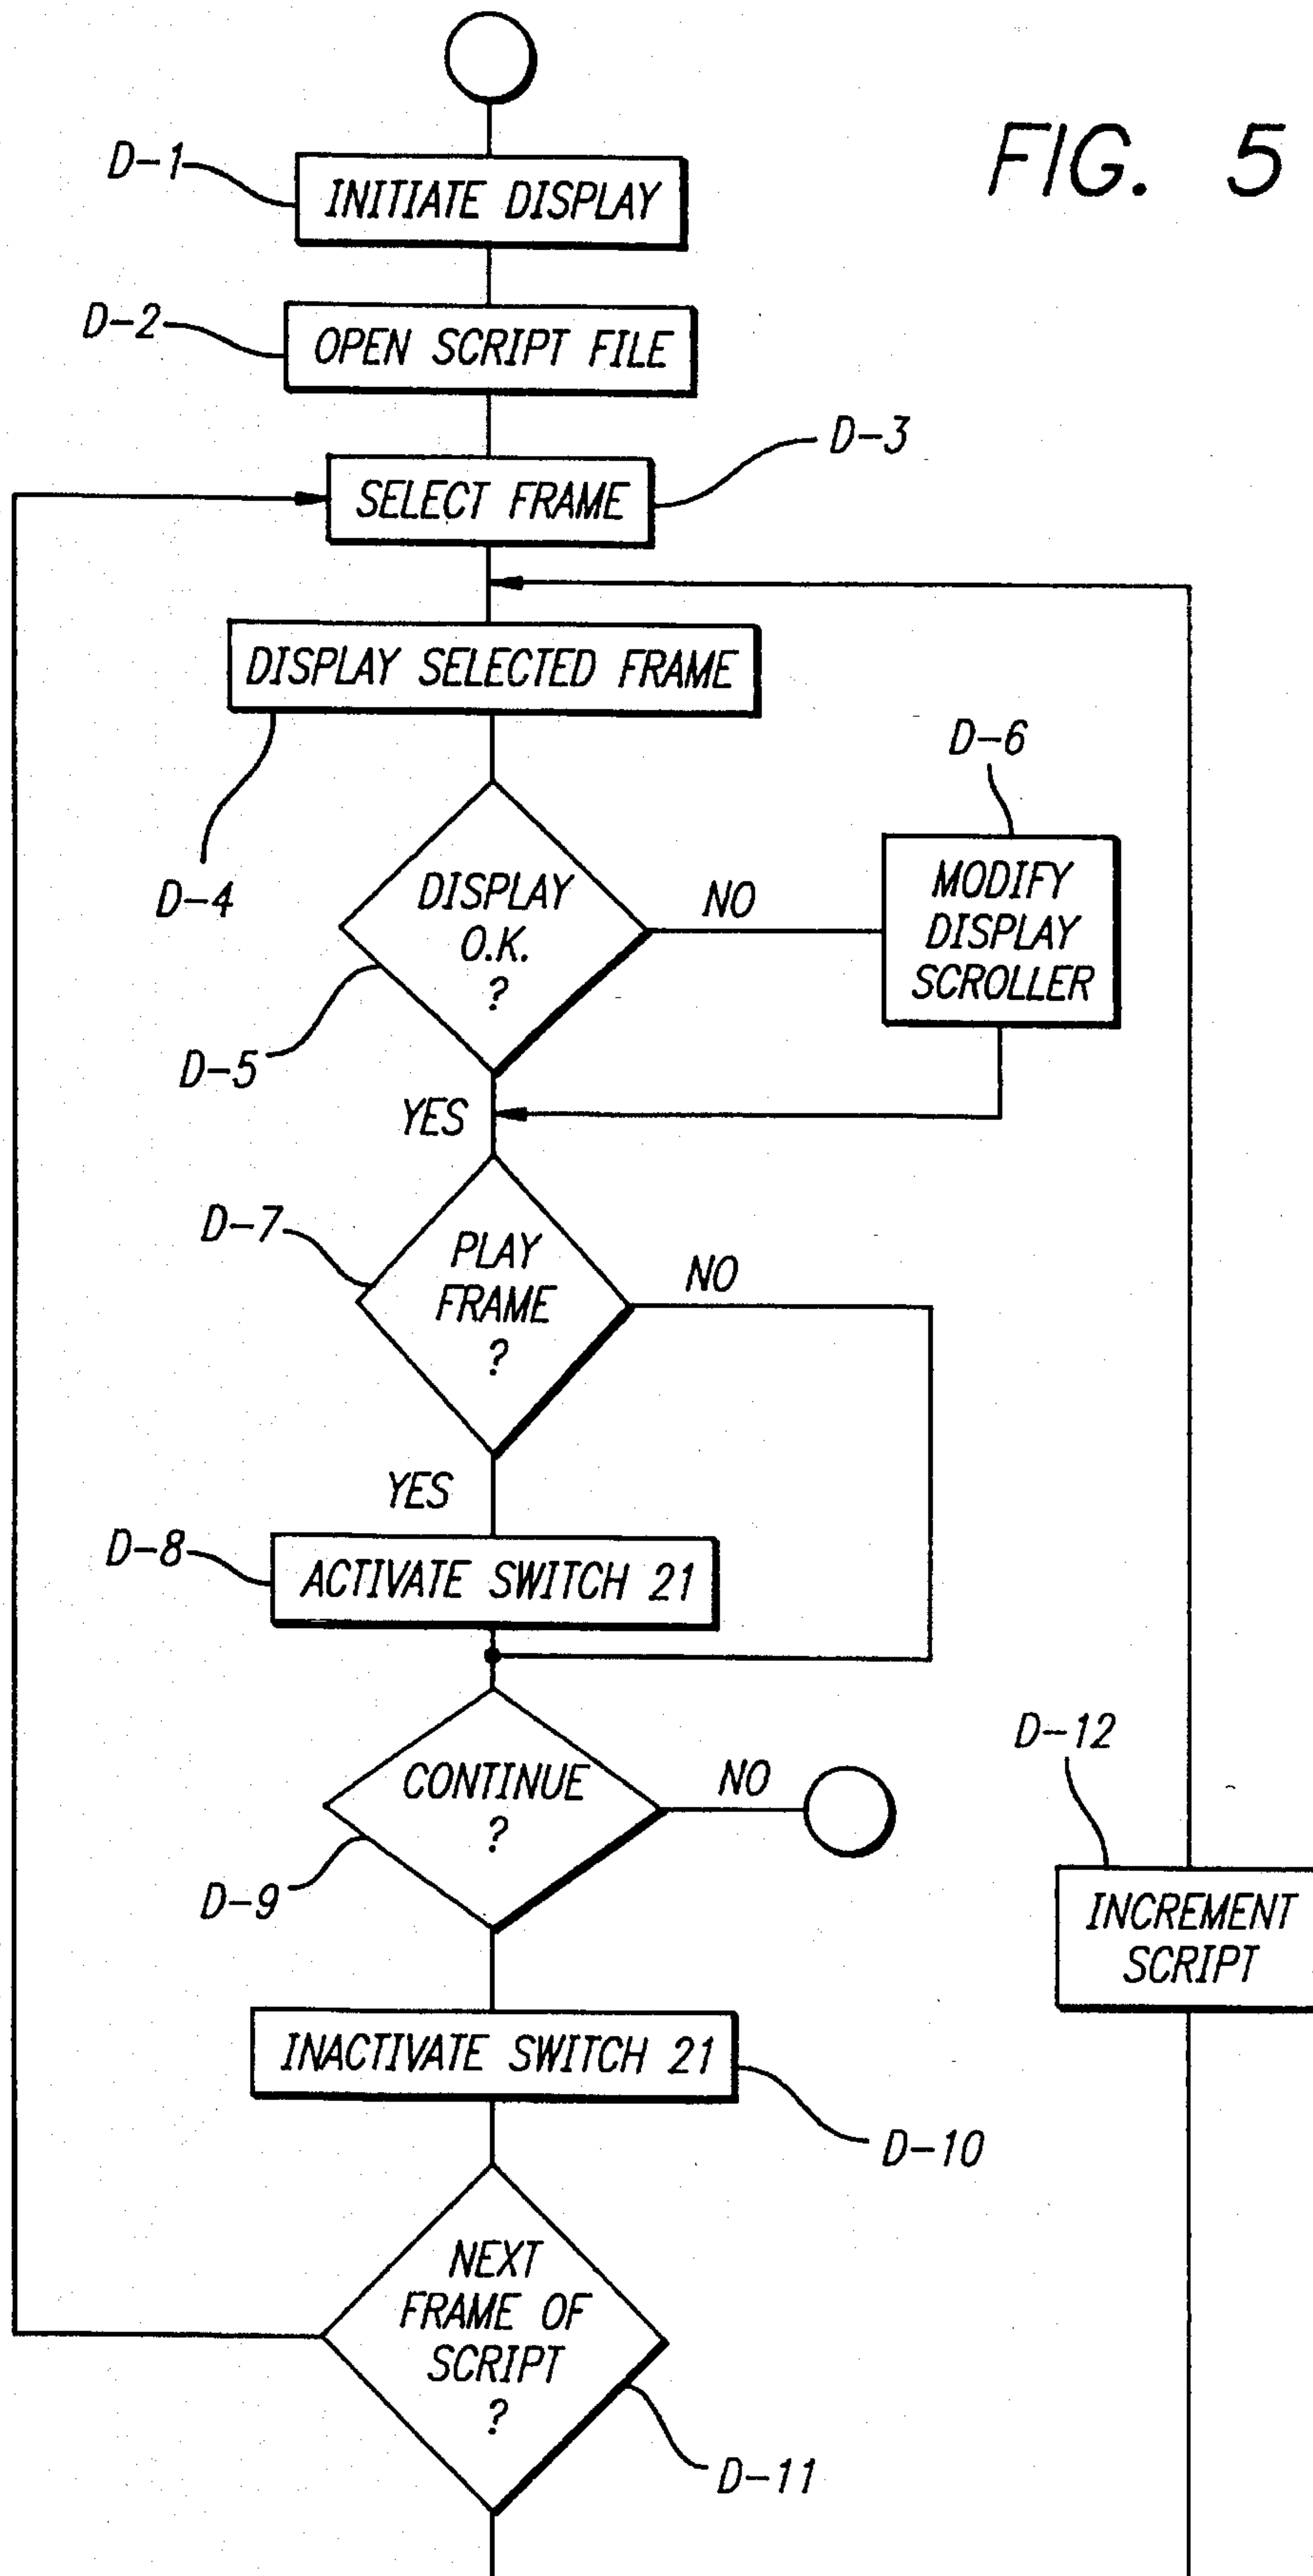 FIG. 5
D-1
INITIATE DISPLAY
D-2
OPEN SCRIPT FILE
D-3
SELECT FRAME
DISPLAY SELECTED FRAME
D-4
D-6
DISPLAY
O.K.
?
NO
MODIFY
DISPLAY
SCROLLER
D-5
YES
D-7
PLAY
FRAME
?
NO
YES
D-8
ACTIVATE SWITCH 21
CONTINUE
?
NO
D-12
D-9
INCREMENT
SCRIPT
INACTIVATE SWITCH 21
D-10
NEXT
FRAME OF
SCRIPT
?
D-11